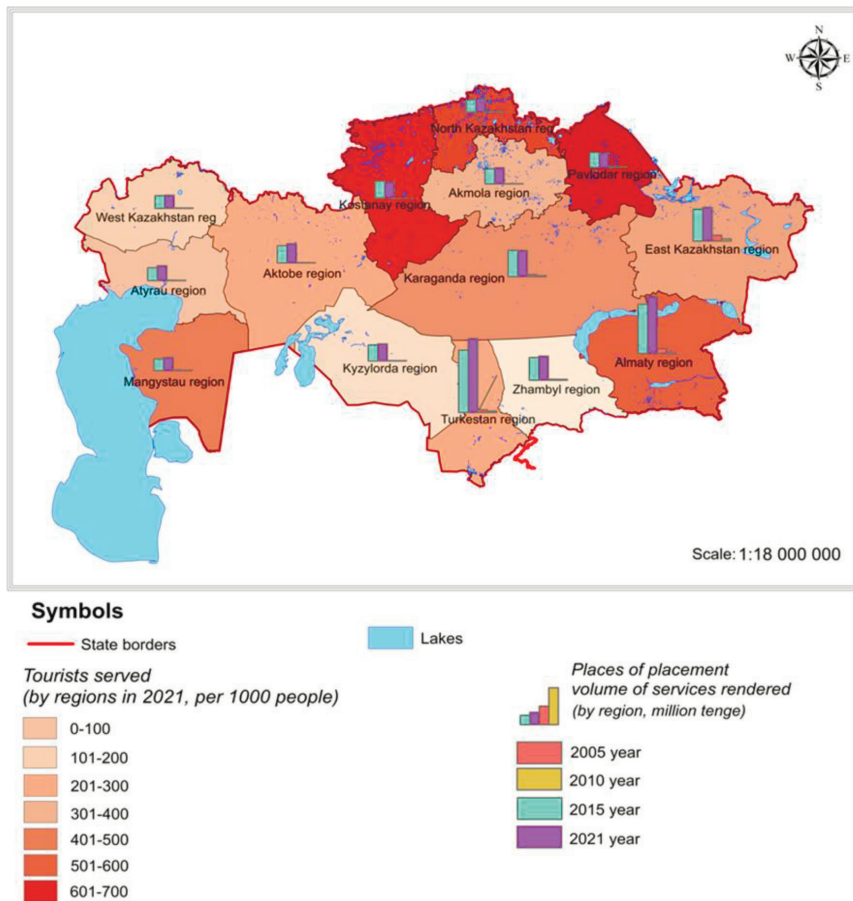 N
W E
S
North Kazakhstan reg
Pavlodar region
Kostanay region
Akmola region
West Kazakhstan reg
East Kazakhstan region
Aktobe region
Karaganda region
Atyrau region
Almaty region
Mangystau region
Kyzylorda region
Zhambyl region
Turkestan region
Scale: 1:18 000 000
Symbols
State borders
Lakes
Tourists served
(by regions in 2021, per 1000 people)
0-100
101-200
201-300
301-400
401-500
501-600
601-700
Places of placement
volume of services rendered
(by region, million tenge)
2005 year
2010 year
2015 year
2021 year